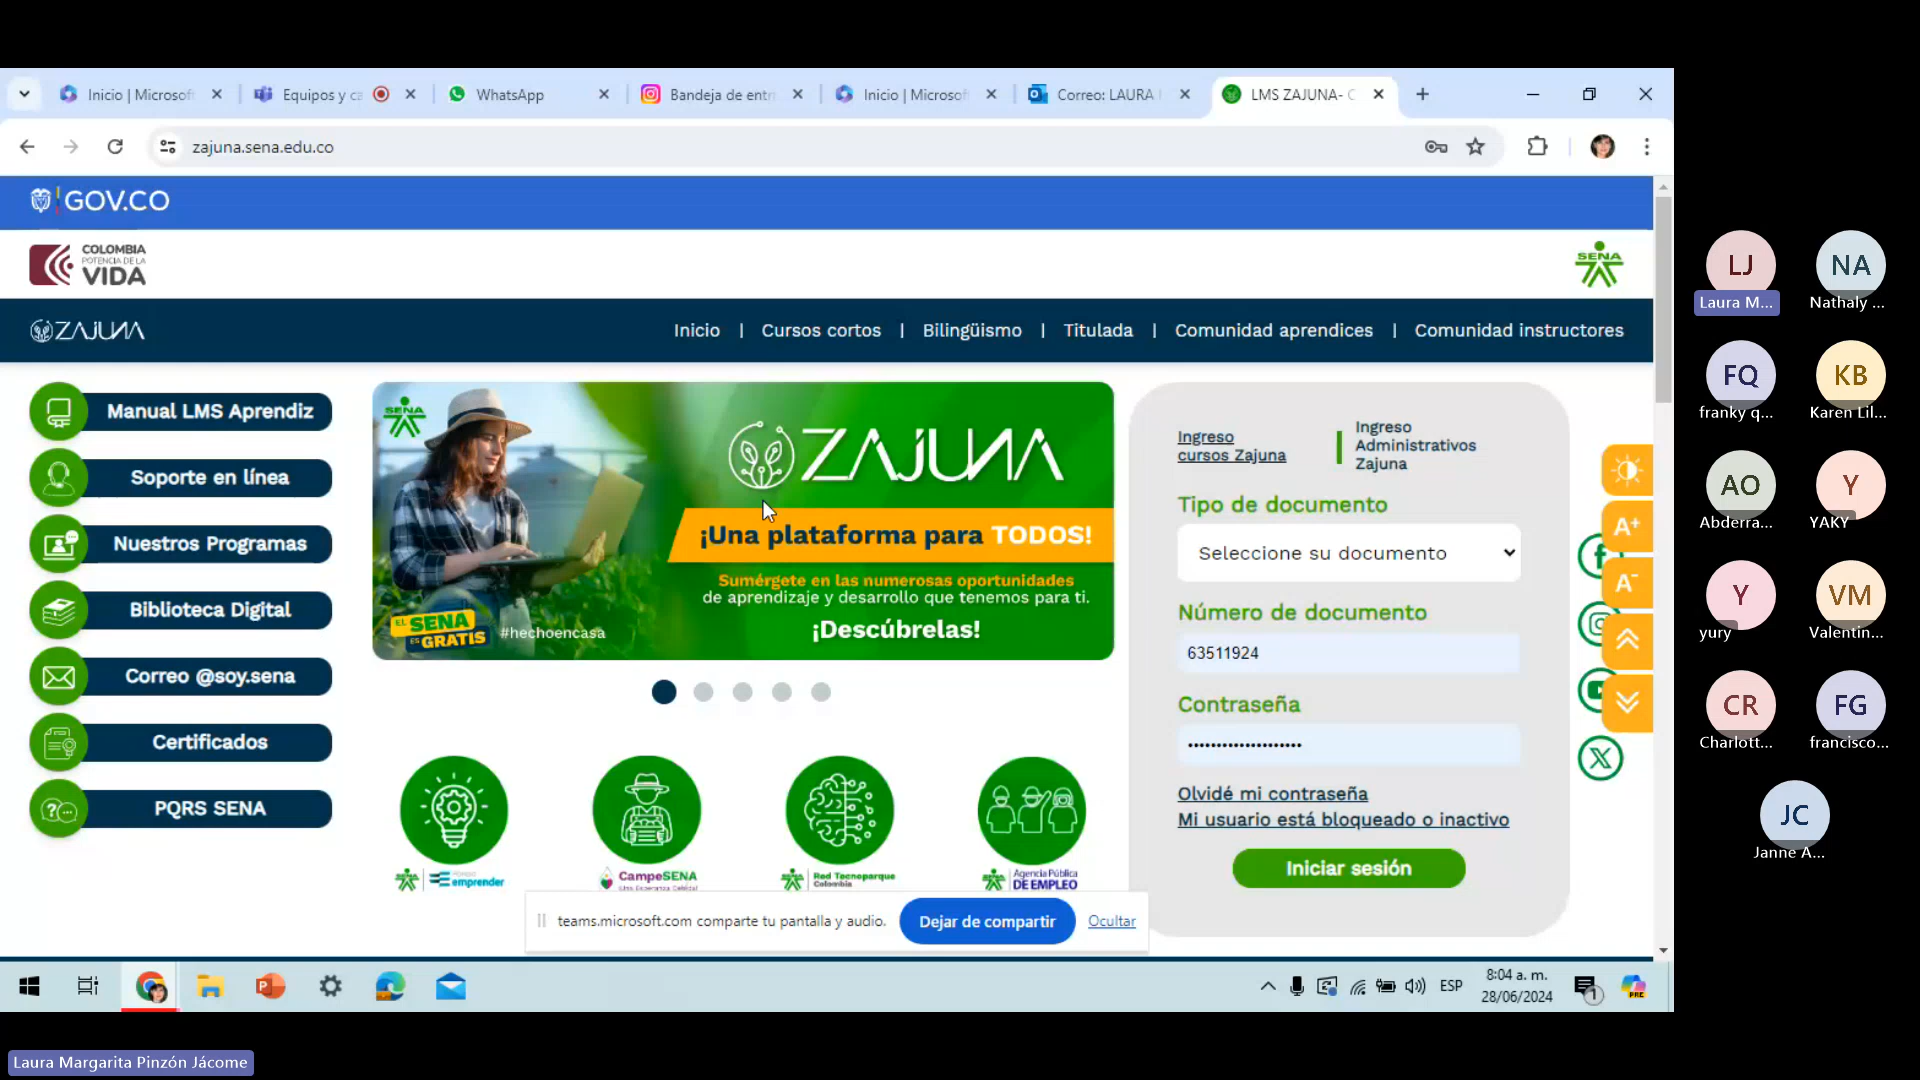 Inicio | Microsof
Equipos y ca
WhatsApp
Bandeja de entr
Inicio | Microsof
Correo: LAURA
LMS ZAJUNA- C
zajuna.sena.edu.co
GOV.CO
COLOMBIA
POTENCIA DE LA
VIDA
SENA
ZAJUNA
Inicio | Cursos cortos | Bilingüismo | Titulada | Comunidad aprendices | Comunidad instructores
Manual LMS Aprendiz
Soporte en línea
Nuestros Programas
Biblioteca Digital
Correo @soy.sena
Certificados
PQRS SENA
SENA
ZAJUNA
¡Una plataforma para TODOS!
Sumérgete en las numerosas oportunidades
de aprendizaje y desarrollo que tenemos para ti.
¡Descúbrelas!
EL SENA ES GRATIS
#hechoencasa
emprender
CampeSENA
Red Tecnoparque
Colombia
Agencia Pública
DE EMPLEO
Ingreso
cursos Zajuna
Ingreso
Administrativos
Zajuna
Tipo de documento
Seleccione su documento
Número de documento
63511924
Contraseña
••••••••••••••••••••
Olvidé mi contraseña
Mi usuario está bloqueado o inactivo
Iniciar sesión
A+
A-
teams.microsoft.com comparte tu pantalla y audio.
Dejar de compartir
Ocultar
ESP
8:04 a. m.
28/06/2024
1
PRE
LJ
Laura M...
NA
Nathaly ...
FQ
franky q...
KB
Karen Lil...
AO
Abderra...
Y
YAKY
Y
yury
VM
Valentin...
CR
Charlott...
FG
francisco...
JC
Janne A...
Laura Margarita Pinzón Jácome